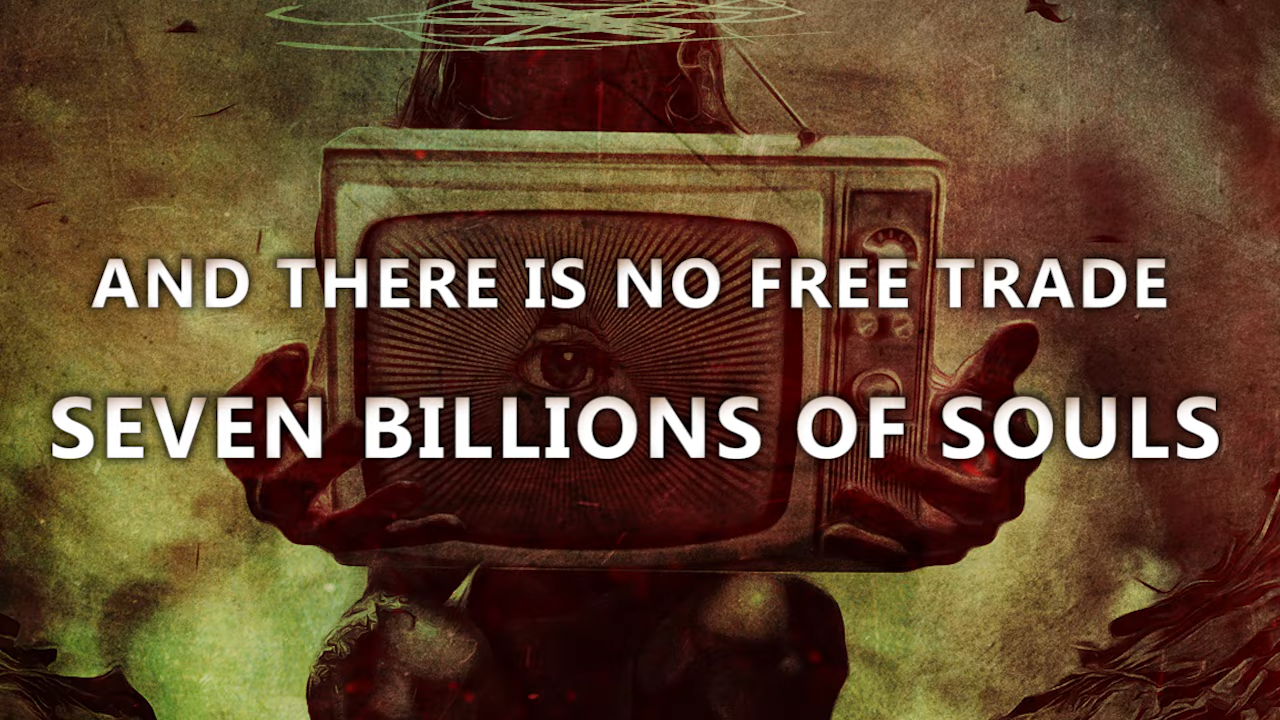 AND THERE IS NO FREE TRADE
SEVEN BILLIONS OF SOULS